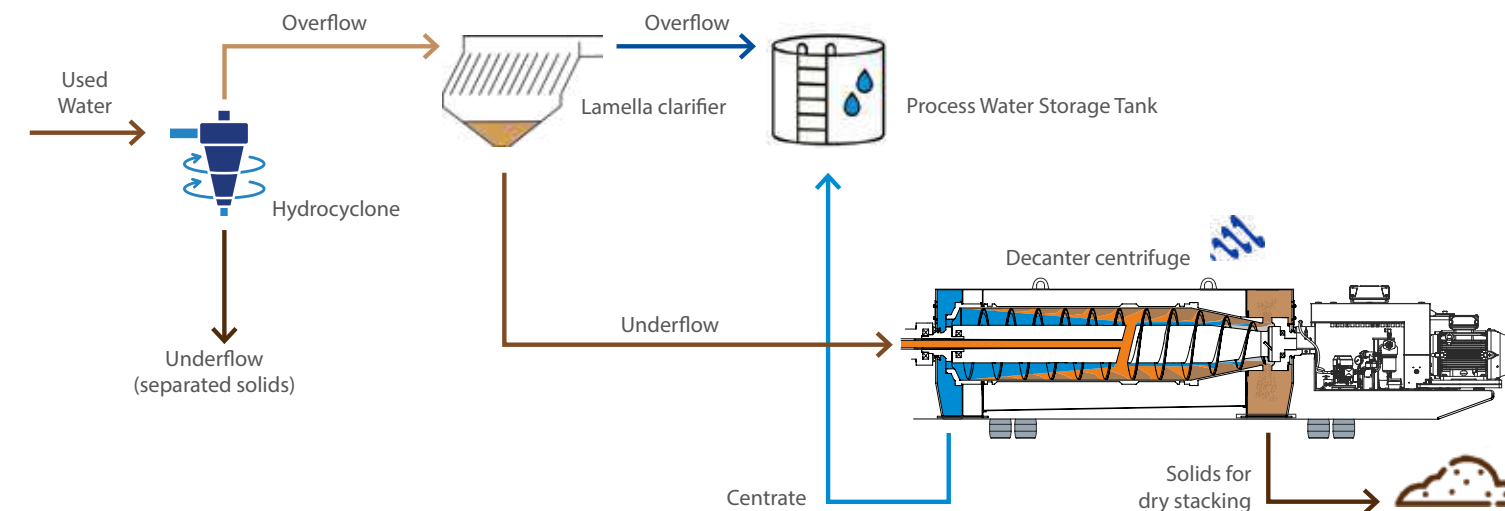 Overflow
Overflow
Used
Water
Lamella clarifier
Process Water Storage Tank
Hydrocyclone
Decanter centrifuge
Underflow
Underflow
(separated solids)
Centrate
Solids for
dry stacking